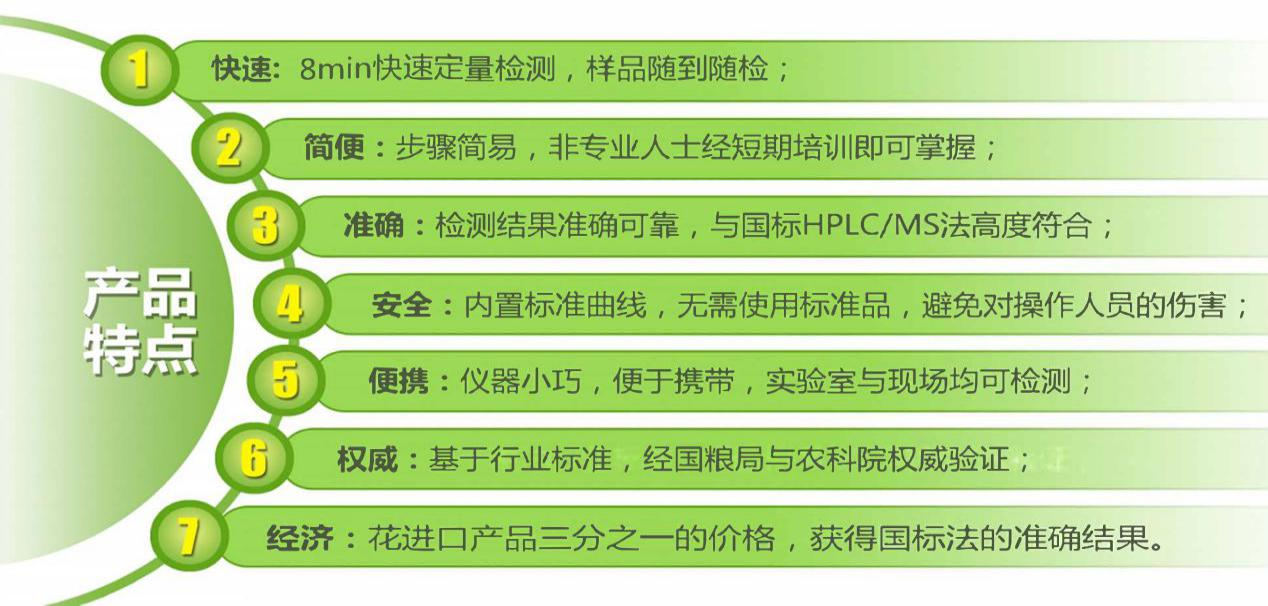 产品
特点
1 快速：8min快速定量检测，样品随到随检；
2 简便：步骤简易，非专业人士经短期培训即可掌握；
3 准确：检测结果准确可靠，与国标HPLC/MS法高度符合；
4 安全：内置标准曲线，无需使用标准品，避免对操作人员的伤害；
5 便携：仪器小巧，便于携带，实验室与现场均可检测；
6 权威：基于行业标准，经国粮局与农科院权威验证；
7 经济：花进口产品三分之一的价格，获得国标法的准确结果。